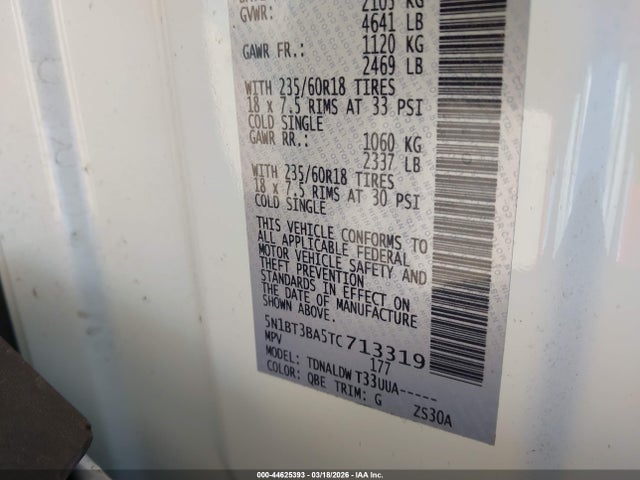 GVWR: 2105 KG
4641 LB
GAWR FR.: 1120 KG
2469 LB
WITH 235/60R18 TIRES
18 x 7.5 RIMS AT 33 PSI
COLD SINGLE
GAWR RR.: 1060 KG
2337 LB
WITH 235/60R18 TIRES
18 x 7.5 RIMS AT 30 PSI
COLD SINGLE
THIS VEHICLE CONFORMS TO
ALL APPLICABLE FEDERAL
MOTOR VEHICLE SAFETY AND
THEFT PREVENTION
STANDARDS IN EFFECT ON
THE DATE OF MANUFACTURE
SHOWN ABOVE.
5N1BT3BA5TC713319
MPV 177
MODEL: TDNALDW T33UUA-----
COLOR: QBE TRIM: G ZS30A
000-44625393 - 03/18/2026 - IAA Inc.